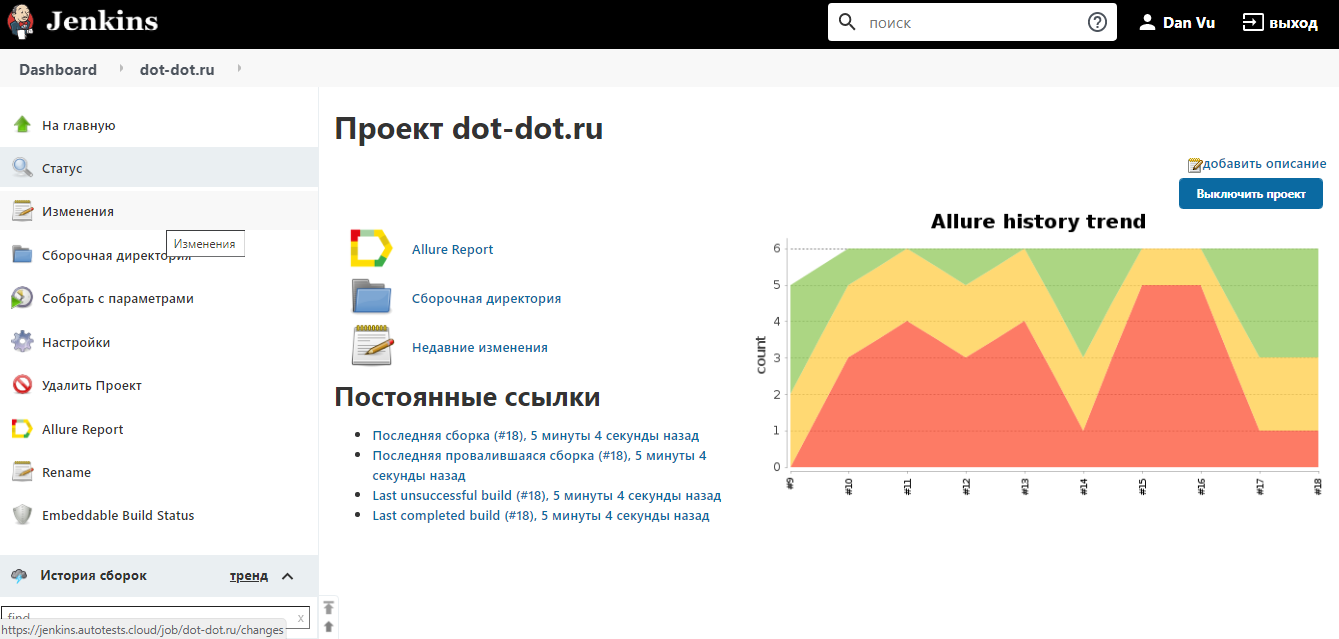 Jenkins
поиск
Dan Vu
выход
Dashboard
dot-dot.ru
На главную
Статус
Изменения
Изменения
Сборочная директория
Собрать с параметрами
Настройки
Удалить Проект
Allure Report
Rename
Embeddable Build Status
История сборок
тренд
find
x
https://jenkins.autotests.cloud/job/dot-dot.ru/changes
Проект dot-dot.ru
добавить описание
Выключить проект
Allure Report
Сборочная директория
Недавние изменения
Постоянные ссылки
Последняя сборка (#18), 5 минуты 4 секунды назад
Последняя провалившаяся сборка (#18), 5 минуты 4
секунды назад
Last unsuccessful build (#18), 5 минуты 4 секунды назад
Last completed build (#18), 5 минуты 4 секунды назад
Allure history trend
count
6
5
4
3
2
1
0
#9
#10
#11
#12
#13
#14
#15
#16
#17
#18